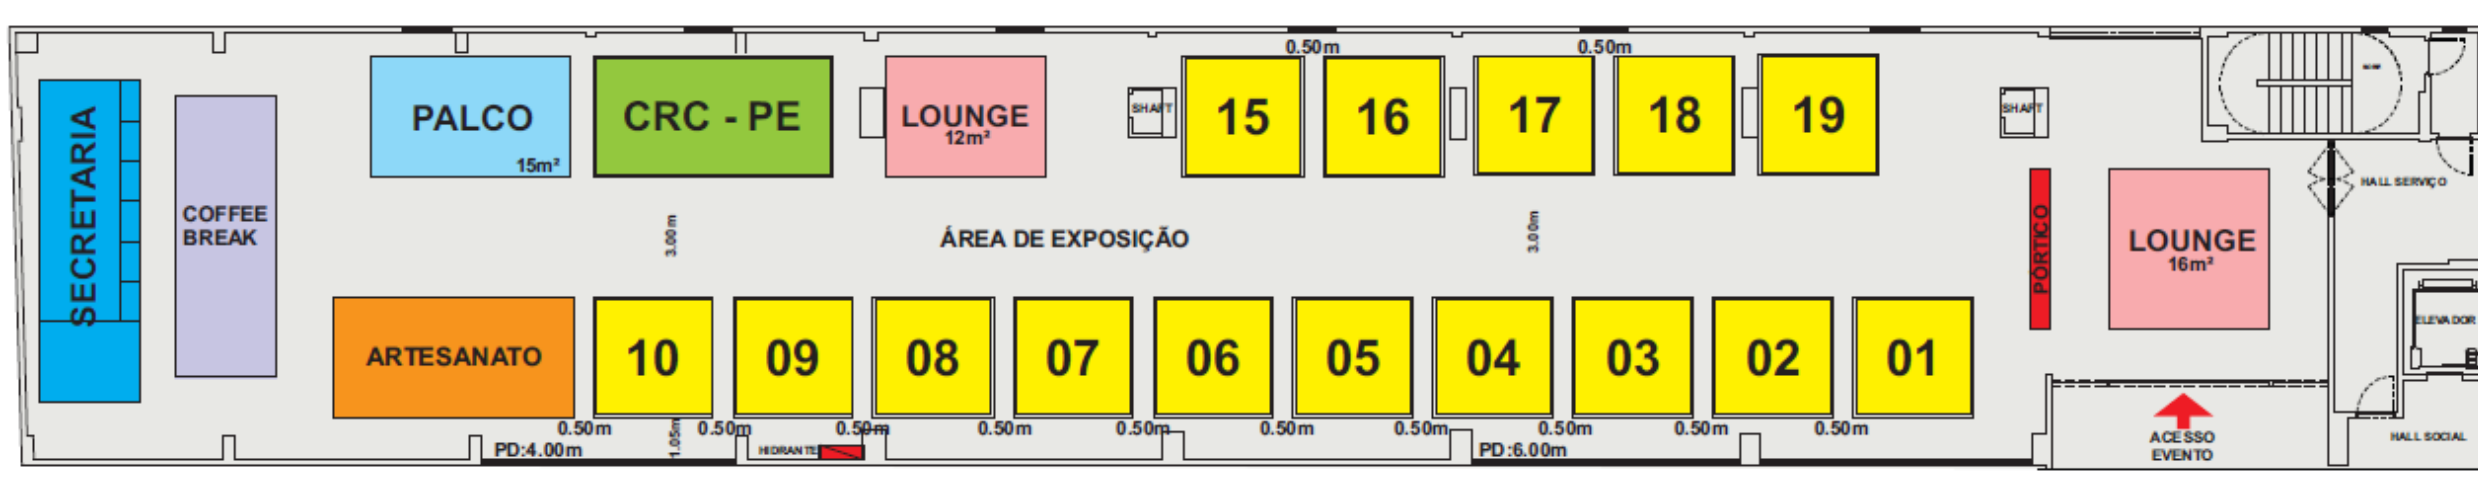 0.50m
0.50m
SECRETARIA
COFFEE
BREAK
PALCO
15m²
CRC - PE
LOUNGE
12m²
SHAFT
15
16
17
18
19
SHAFT
HALL SERVIÇO
3.00m
ÁREA DE EXPOSIÇÃO
3.00m
PÓRTICO
LOUNGE
16m²
ELEVADOR
ARTESANATO
10
09
08
07
06
05
04
03
02
01
0.50m
1.05m
0.50m
0.50m
0.50m
0.50m
0.50m
0.50m
0.50m
0.50m
0.50m
PD:4.00m
HIDRANTE
PD:6.00m
ACESSO
EVENTO
HALL SOCIAL